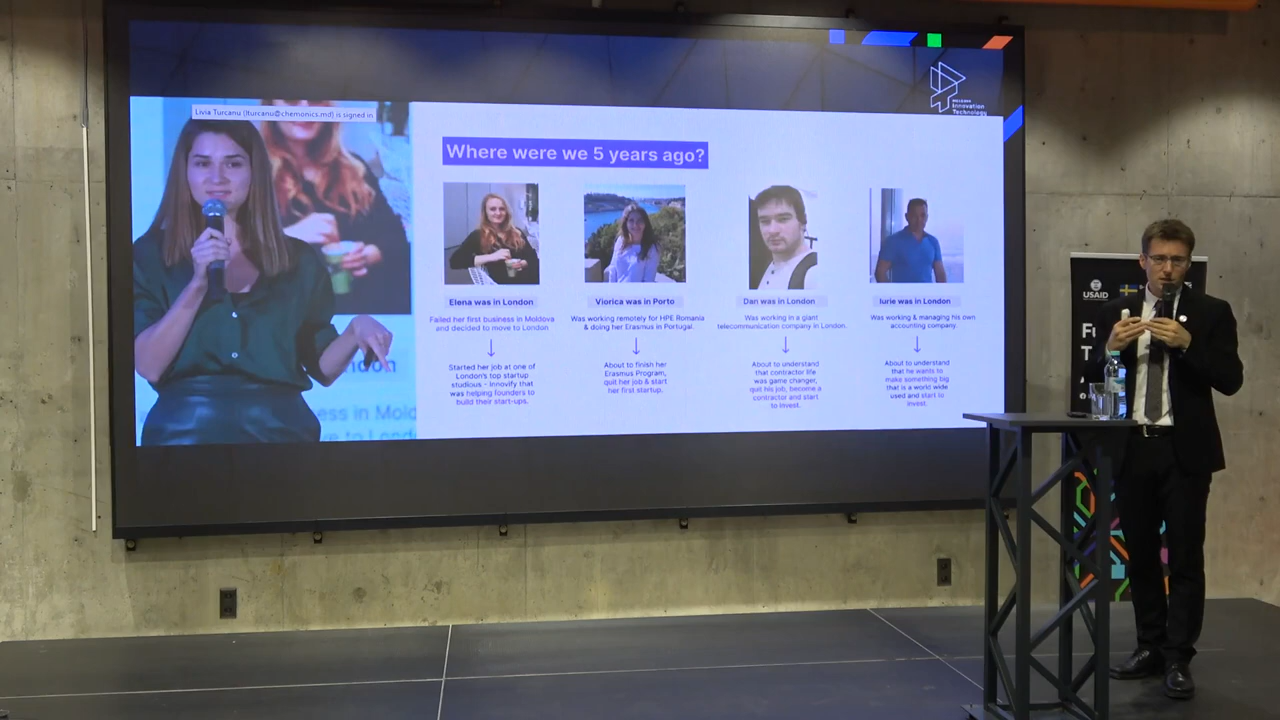 Livia Turcanu (lturcanu@chemonics.md) is signed in.
MOLDOVA
Innovation
Technology
Where were we 5 years ago?
Elena was in London
Failed her first business in Moldova
and decided to move to London
Started her job at one of
London's top startup
studious - Innovify that
was helping founders to
build their start-ups.
Viorica was in Porto
Was working remotely for HPE Romania
& doing her Erasmus in Portugal.
About to finish her
Erasmus Program,
quit her job & start
her first startup.
Dan was in London
Was working in a giant
telecommunication company in London.
About to understand
that contractor life
was game changer,
quit his job, become a
contractor and start
to invest.
Iurie was in London
Was working & managing his own
accounting company.
About to understand
that he wants to
make something big
that is a world wide
used and start to
invest.
USAID